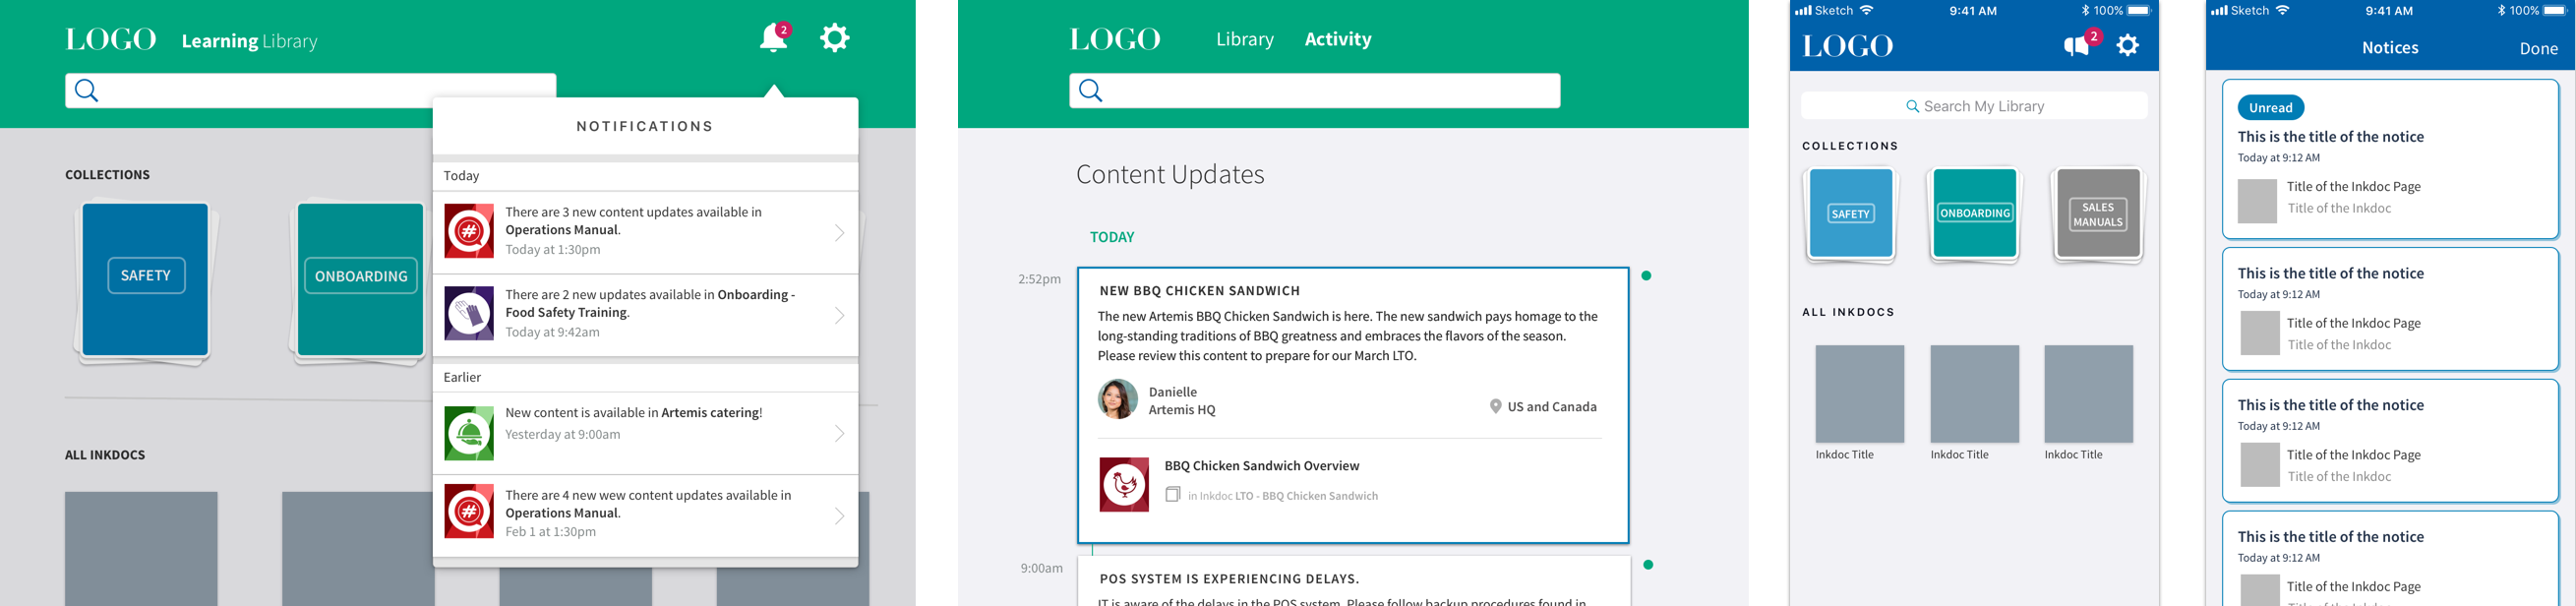 LOGO Learning Library
2
COLLECTIONS
SAFETY
ONBOARDING
ALL INKDOCS
NOTIFICATIONS
Today
There are 3 new content updates available in
Operations Manual.
Today at 1:30pm
There are 2 new updates available in Onboarding -
Food Safety Training.
Today at 9:42am
Earlier
New content is available in Artemis catering!
Yesterday at 9:00am
There are 4 new wew content updates available in
Operations Manual.
Feb 1 at 1:30pm
LOGO Library Activity
Content Updates
TODAY
2:52pm
NEW BBQ CHICKEN SANDWICH
The new Artemis BBQ Chicken Sandwich is here. The new sandwich pays homage to the
long-standing traditions of BBQ greatness and embraces the flavors of the season.
Please review this content to prepare for our March LTO.
Danielle
Artemis HQ
US and Canada
BBQ Chicken Sandwich Overview
in Inkdoc LTO - BBQ Chicken Sandwich
9:00am
POS SYSTEM IS EXPERIENCING DELAYS.
IT is aware of the delays in the POS system. Please follow backup procedures found in
Sketch 9:41 AM 100%
LOGO 2
Search My Library
COLLECTIONS
SAFETY
ONBOARDING
SALES
MANUALS
ALL INKDOCS
Inkdoc Title
Inkdoc Title
Inkdoc Title
Sketch 9:41 AM 100%
Notices Done
Unread
This is the title of the notice
Today at 9:12 AM
Title of the Inkdoc Page
Title of the Inkdoc
This is the title of the notice
Today at 9:12 AM
Title of the Inkdoc Page
Title of the Inkdoc
This is the title of the notice
Today at 9:12 AM
Title of the Inkdoc Page
Title of the Inkdoc
This is the title of the notice
Today at 9:12 AM
Title of the Inkdoc Page